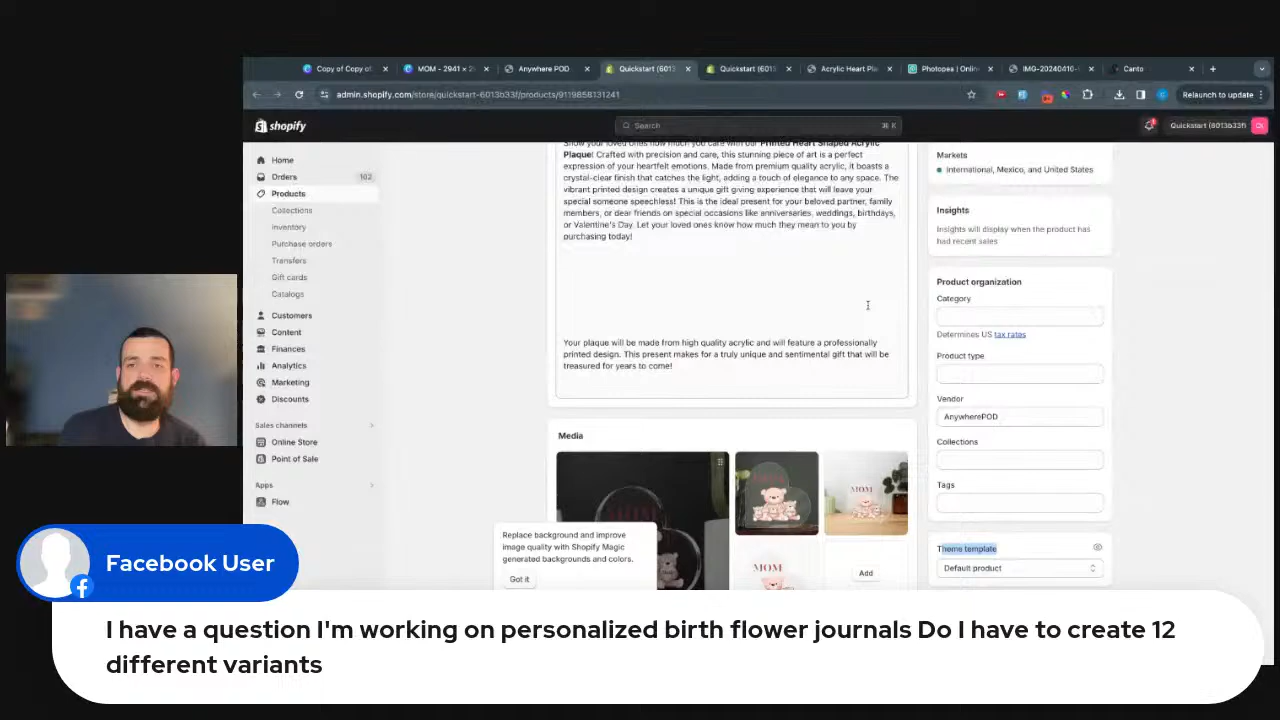 Copy of Copy of
MOM - 2941 × 2
Anywhere POD
Quickstart (6013
Quickstart (6013
Acrylic Heart Pla
Photopea | Onlin
IMG-20240410-
Canto
admin.shopify.com/store/quickstart-6013b33f/products/9119858131241
Relaunch to update
shopify
Search
⌘ K
Quickstart (6013b33f)
Home
Orders 102
Products
Collections
Inventory
Purchase orders
Transfers
Gift cards
Catalogs
Customers
Content
Finances
Analytics
Marketing
Discounts
Sales channels
Online Store
Point of Sale
Apps
Flow
Show your loved ones how much you care with our Printed Heart Shaped Acrylic
Plaque! Crafted with precision and care, this stunning piece of art is a perfect
expression of your heartfelt emotions. Made from premium quality acrylic, it boasts a
crystal-clear finish that catches the light, adding a touch of elegance to any space. The
vibrant printed design creates a unique gift giving experience that will leave your
special someone speechless! This is the ideal present for your beloved partner, family
members, or dear friends on special occasions like anniversaries, weddings, birthdays,
or Valentine's Day. Let your loved ones know how much they mean to you by
purchasing today!
Your plaque will be made from high quality acrylic and will feature a professionally
printed design. This present makes for a truly unique and sentimental gift that will be
treasured for years to come!
Media
MOM
MOM
Add
Replace background and improve
image quality with Shopify Magic
generated backgrounds and colors.
Got it
Markets
International, Mexico, and United States
Insights
Insights will display when the product has
had recent sales
Product organization
Category
Determines US tax rates
Product type
Vendor
AnywherePOD
Collections
Tags
Theme template
Default product
Facebook User
I have a question I'm working on personalized birth flower journals Do I have to create 12
different variants